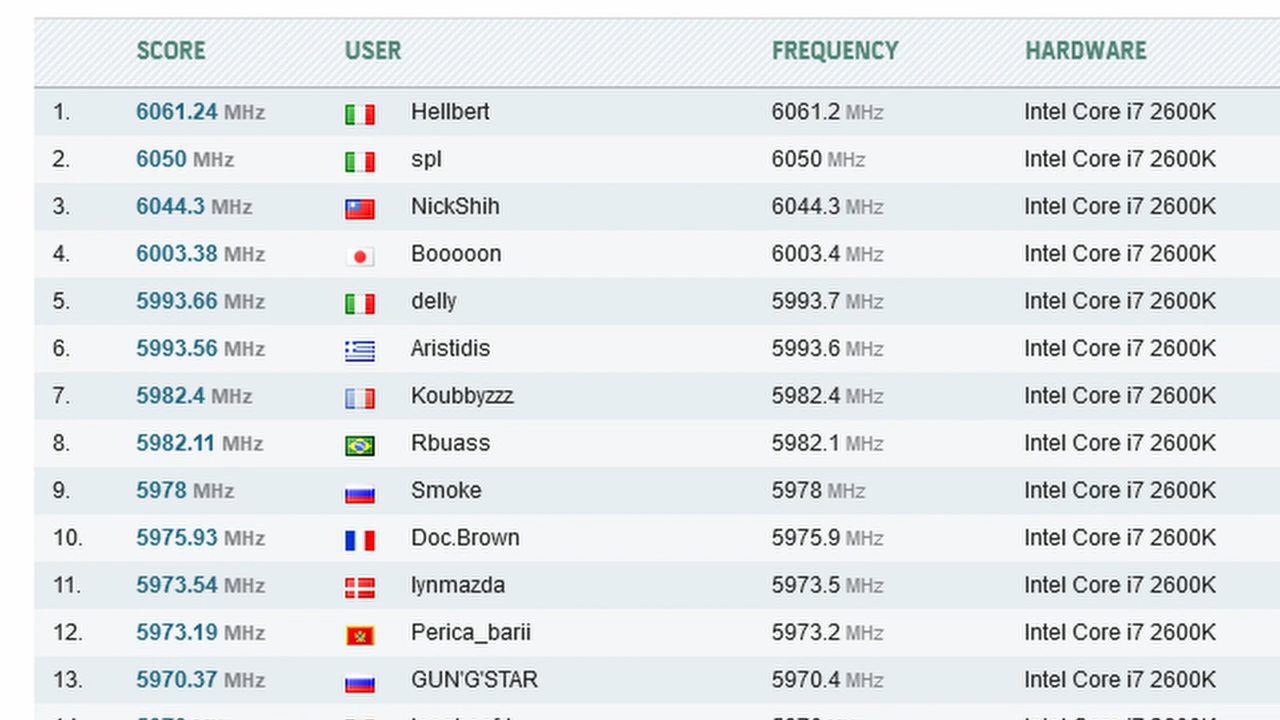 SCORE USER FREQUENCY HARDWARE
1. 6061.24 MHz Hellbert 6061.2 MHz Intel Core i7 2600K
2. 6050 MHz spl 6050 MHz Intel Core i7 2600K
3. 6044.3 MHz NickShih 6044.3 MHz Intel Core i7 2600K
4. 6003.38 MHz Booooon 6003.4 MHz Intel Core i7 2600K
5. 5993.66 MHz delly 5993.7 MHz Intel Core i7 2600K
6. 5993.56 MHz Aristidis 5993.6 MHz Intel Core i7 2600K
7. 5982.4 MHz Koubbyzzz 5982.4 MHz Intel Core i7 2600K
8. 5982.11 MHz Rbuass 5982.1 MHz Intel Core i7 2600K
9. 5978 MHz Smoke 5978 MHz Intel Core i7 2600K
10. 5975.93 MHz Doc.Brown 5975.9 MHz Intel Core i7 2600K
11. 5973.54 MHz lynmazda 5973.5 MHz Intel Core i7 2600K
12. 5973.19 MHz Perica_barii 5973.2 MHz Intel Core i7 2600K
13. 5970.37 MHz GUN'G'STAR 5970.4 MHz Intel Core i7 2600K